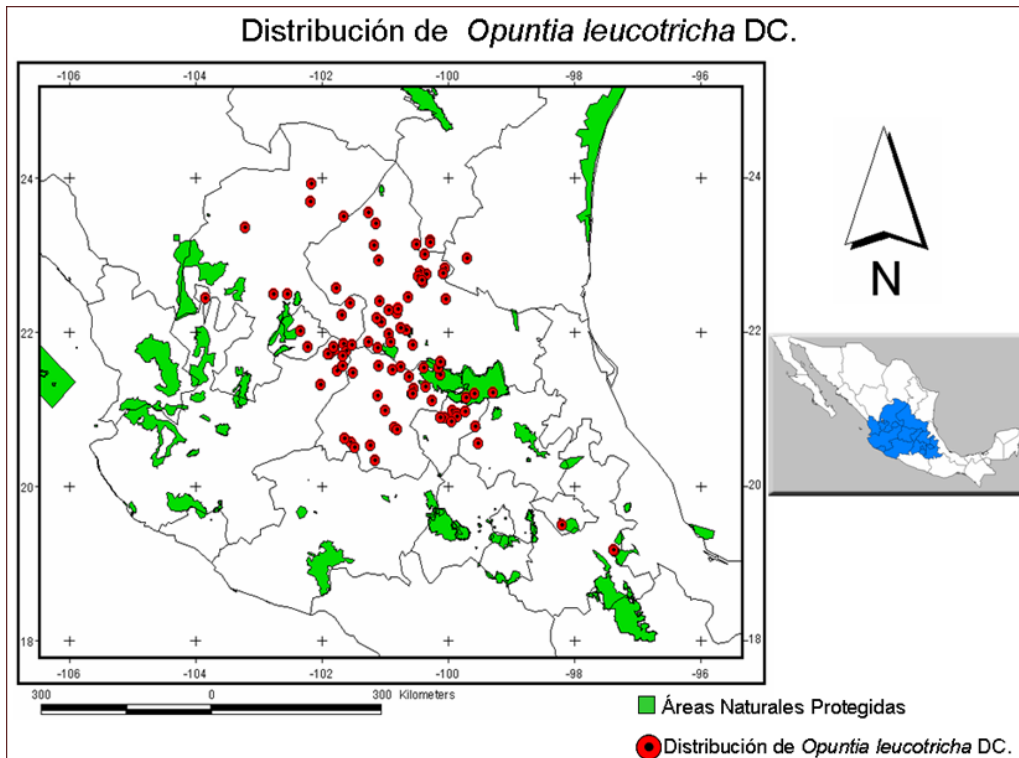 Distribución de Opuntia leucotricha DC.
-106 -104 -102 -100 -98 -96
24 24
22 22
20 20
18 18
-106 -104 -102 -100 -98 -96
300 0 300 Kilometers
N
Áreas Naturales Protegidas
Distribución de Opuntia leucotricha DC.